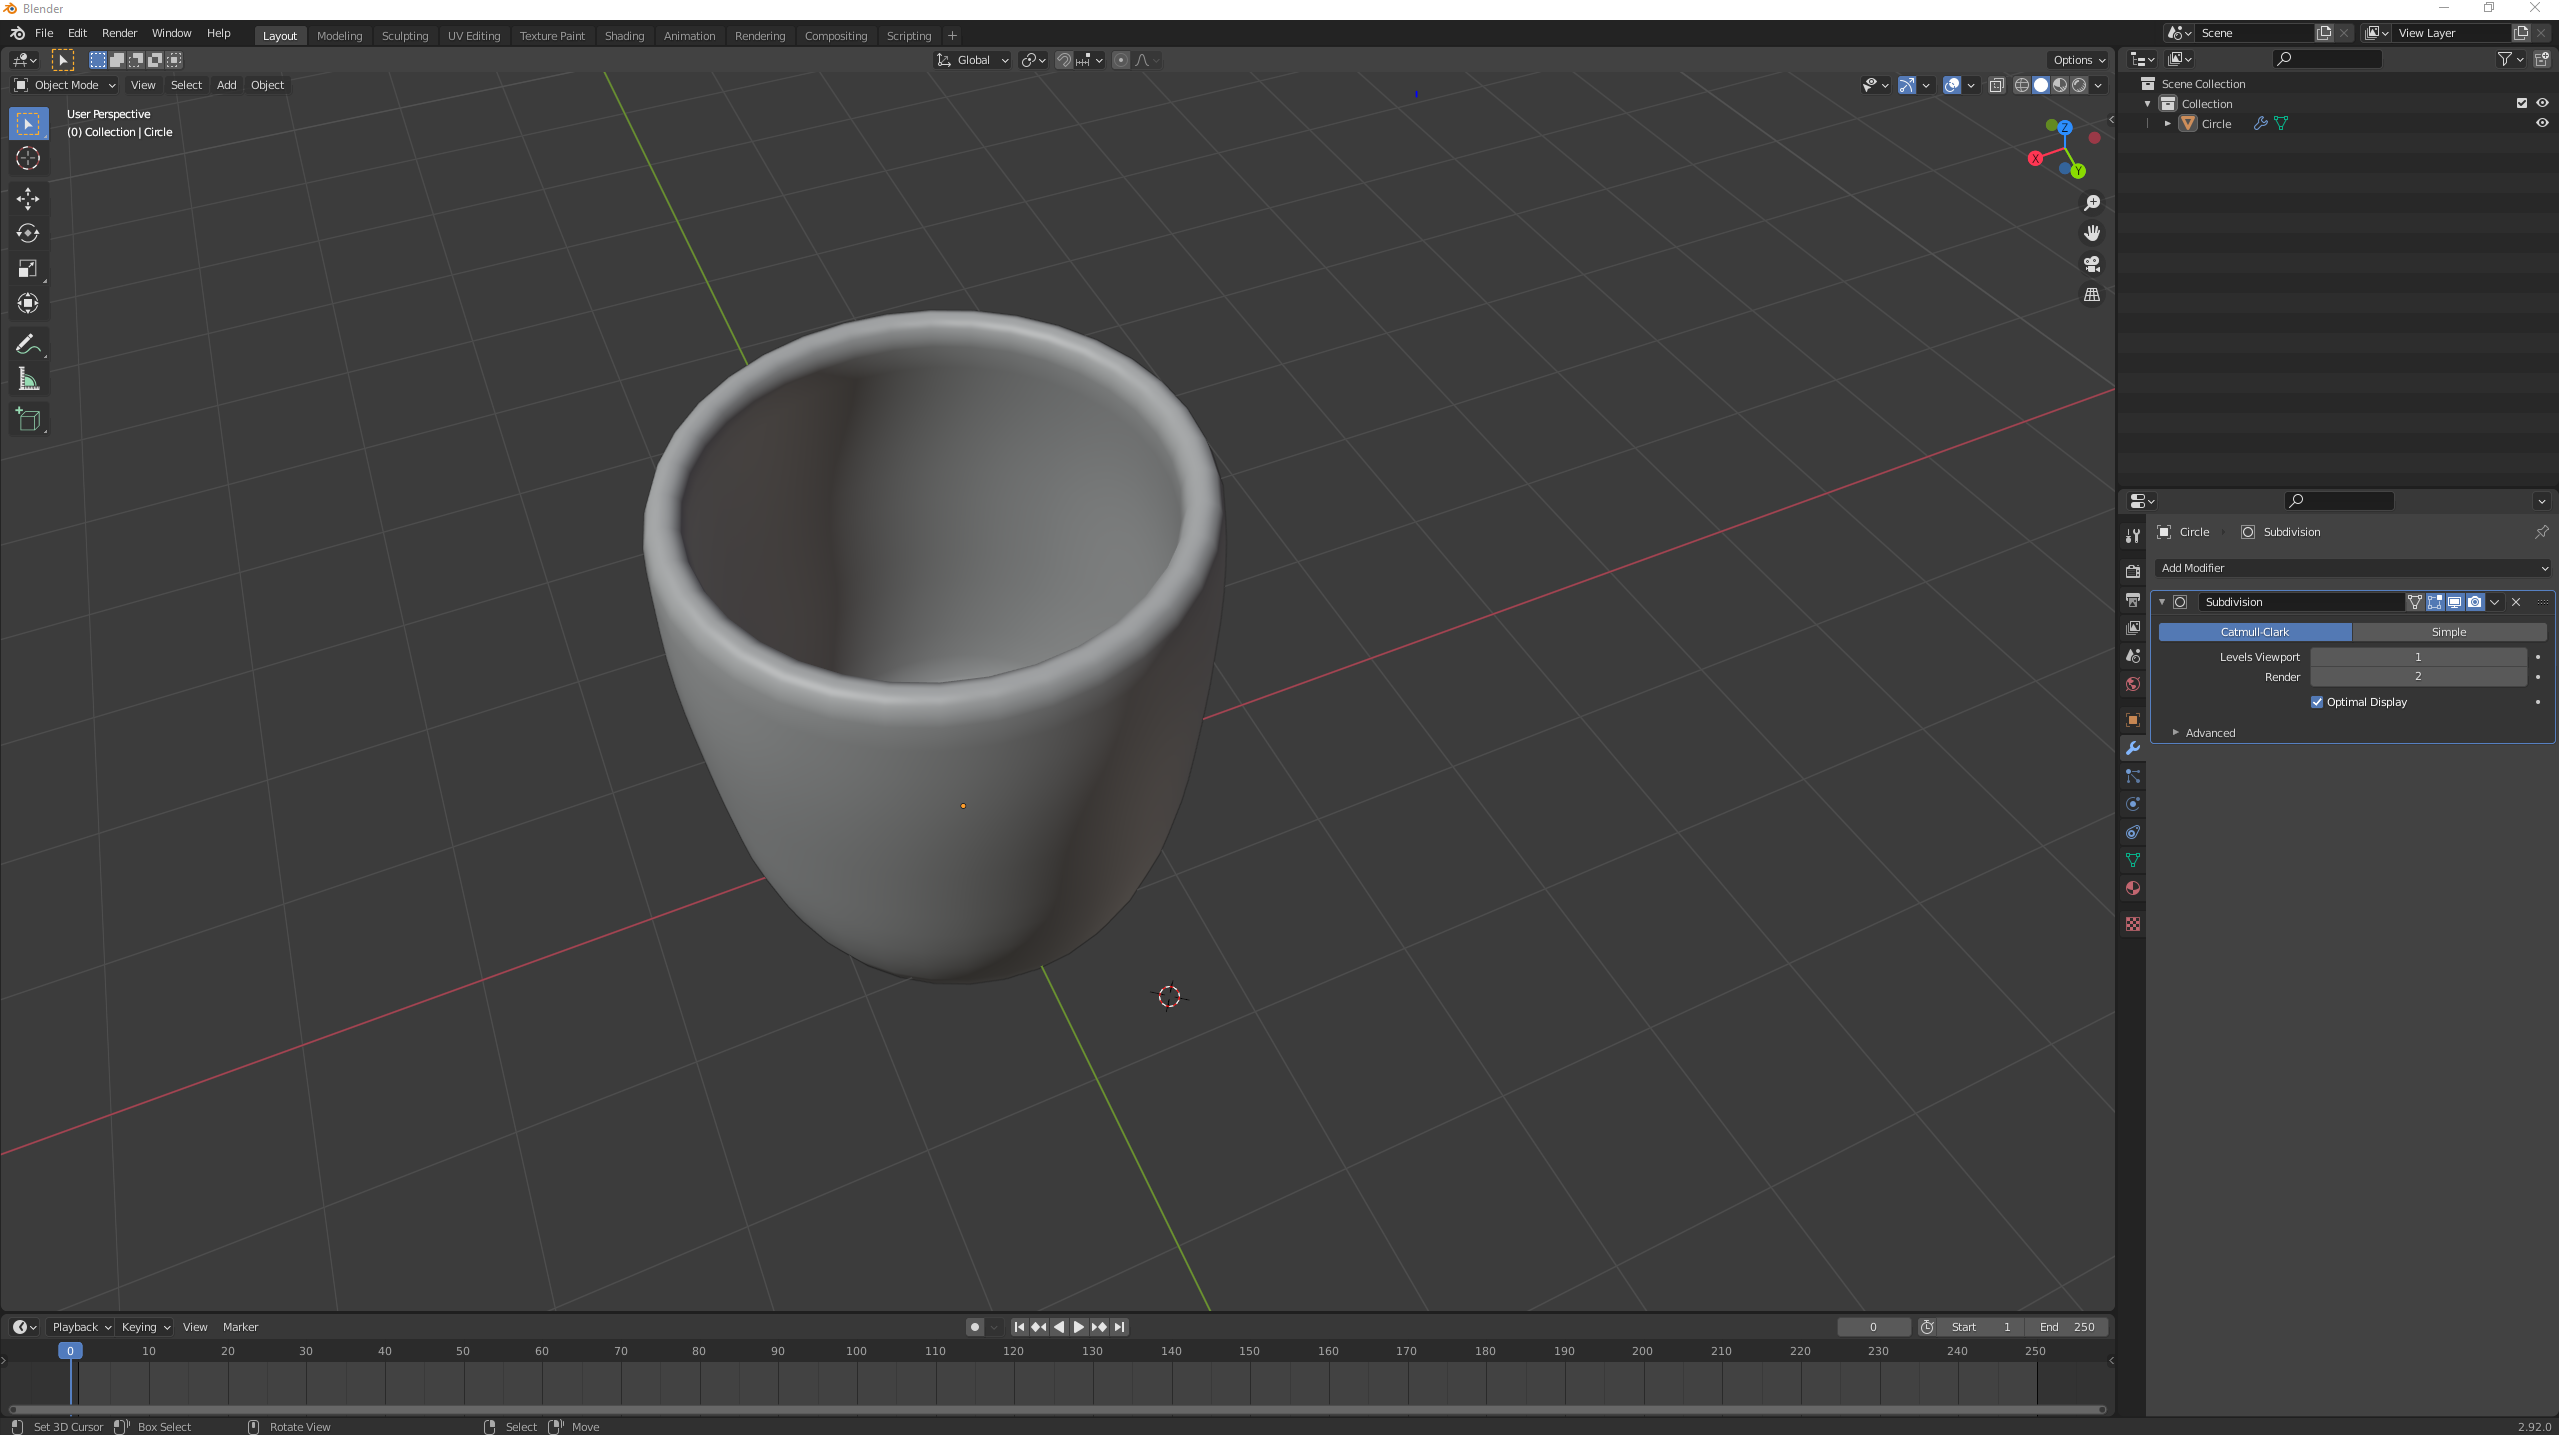 Blender
File Edit Render Window Help Layout Modeling Sculpting UV Editing Texture Paint Shading Animation Rendering Compositing Scripting + Scene View Layer
Global Options
Object Mode View Select Add Object
User Perspective
(0) Collection | Circle
Z
X
Y
Scene Collection
Collection
Circle
Circle Subdivision
Add Modifier
Subdivision
Catmull-Clark Simple
Levels Viewport 1
Render 2
Optimal Display
Advanced
Playback Keying View Marker 0 Start 1 End 250
0 10 20 30 40 50 60 70 80 90 100 110 120 130 140 150 160 170 180 190 200 210 220 230 240 250
Set 3D Cursor Box Select Rotate View Select Move 2.92.0